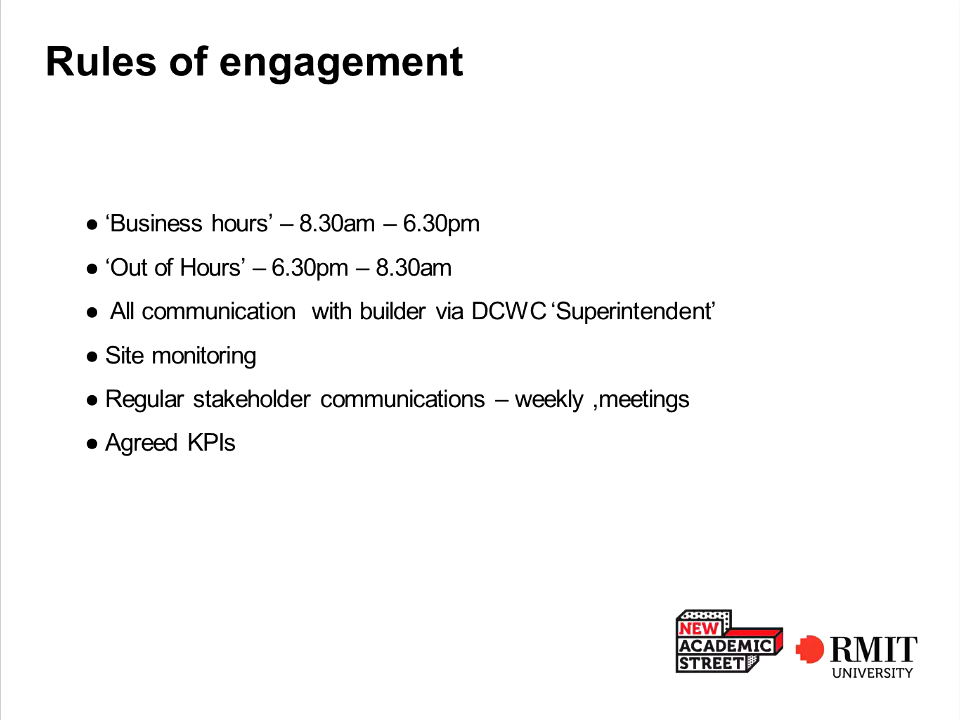 Rules of engagement
● ‘Business hours’ – 8.30am – 6.30pm
● ‘Out of Hours’ – 6.30pm – 8.30am
● All communication  with builder via DCWC ‘Superintendent’
● Site monitoring
● Regular stakeholder communications – weekly ,meetings
● Agreed KPIs
NEW
ACADEMIC
STREET
RMIT
UNIVERSITY